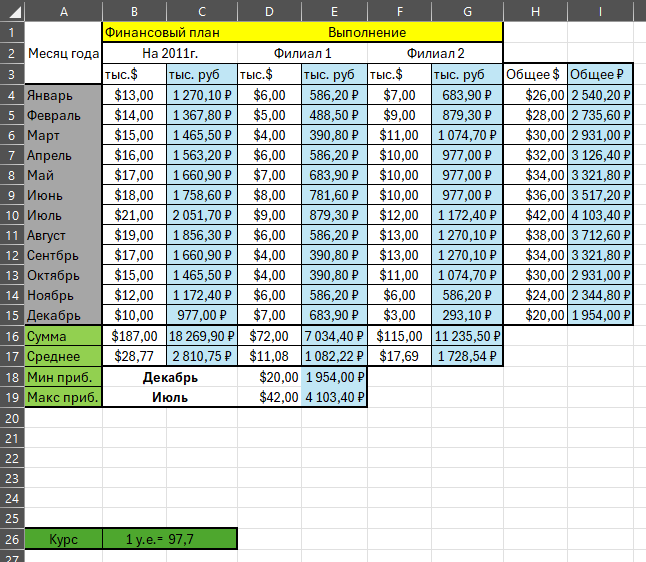 A B C D E F G H I
1 Финансовый план Выполнение
2 Месяц года На 2011г. Филиал 1 Филиал 2
3 тыс.$ тыс. руб тыс.$ тыс. руб тыс.$ тыс. руб Общее $ Общее ₽
4 Январь $13,00 1 270,10 ₽ $6,00 586,20 ₽ $7,00 683,90 ₽ $26,00 2 540,20 ₽
5 Февраль $14,00 1 367,80 ₽ $5,00 488,50 ₽ $9,00 879,30 ₽ $28,00 2 735,60 ₽
6 Март $15,00 1 465,50 ₽ $4,00 390,80 ₽ $11,00 1 074,70 ₽ $30,00 2 931,00 ₽
7 Апрель $16,00 1 563,20 ₽ $6,00 586,20 ₽ $10,00 977,00 ₽ $32,00 3 126,40 ₽
8 Май $17,00 1 660,90 ₽ $7,00 683,90 ₽ $10,00 977,00 ₽ $34,00 3 321,80 ₽
9 Июнь $18,00 1 758,60 ₽ $8,00 781,60 ₽ $10,00 977,00 ₽ $36,00 3 517,20 ₽
10 Июль $21,00 2 051,70 ₽ $9,00 879,30 ₽ $12,00 1 172,40 ₽ $42,00 4 103,40 ₽
11 Август $19,00 1 856,30 ₽ $6,00 586,20 ₽ $13,00 1 270,10 ₽ $38,00 3 712,60 ₽
12 Сентбрь $17,00 1 660,90 ₽ $4,00 390,80 ₽ $13,00 1 270,10 ₽ $34,00 3 321,80 ₽
13 Октябрь $15,00 1 465,50 ₽ $4,00 390,80 ₽ $11,00 1 074,70 ₽ $30,00 2 931,00 ₽
14 Ноябрь $12,00 1 172,40 ₽ $6,00 586,20 ₽ $6,00 586,20 ₽ $24,00 2 344,80 ₽
15 Декабрь $10,00 977,00 ₽ $7,00 683,90 ₽ $3,00 293,10 ₽ $20,00 1 954,00 ₽
16 Сумма $187,00 18 269,90 ₽ $72,00 7 034,40 ₽ $115,00 11 235,50 ₽
17 Среднее $28,77 2 810,75 ₽ $11,08 1 082,22 ₽ $17,69 1 728,54 ₽
18 Мин приб. Декабрь $20,00 1 954,00 ₽
19 Макс приб. Июль $42,00 4 103,40 ₽
20
21
22
23
24
25
26 Курс 1 у.е.= 97,7
27